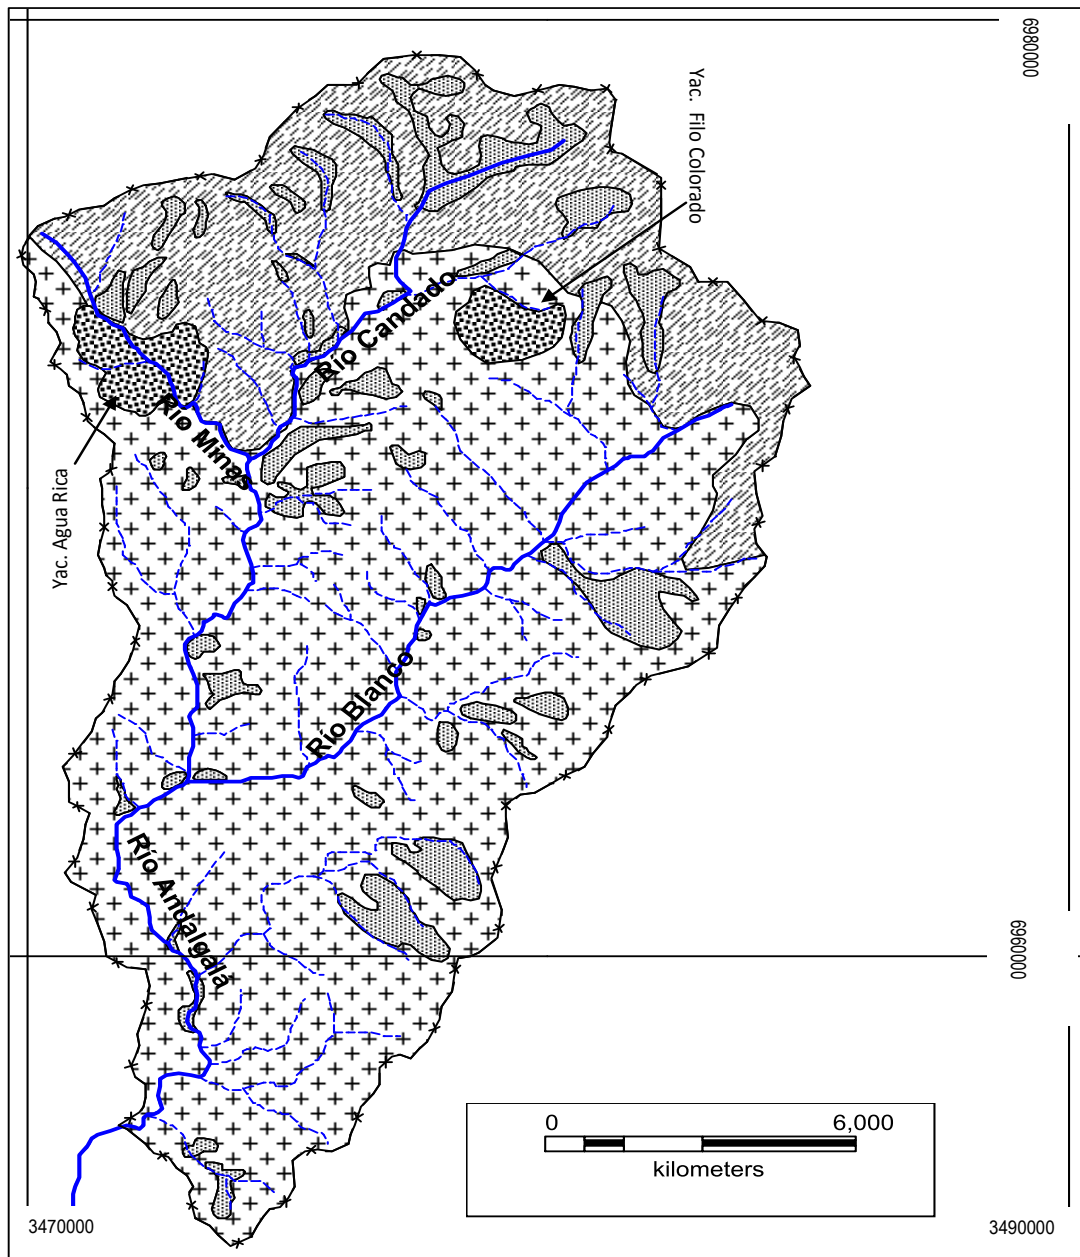 6980000
Yac. Filo Colorado
Río Candado
Río Minas
Yac. Agua Rica
Río Blanco
Río Andalgalá
6960000
0 6,000
kilometers
3470000
3490000